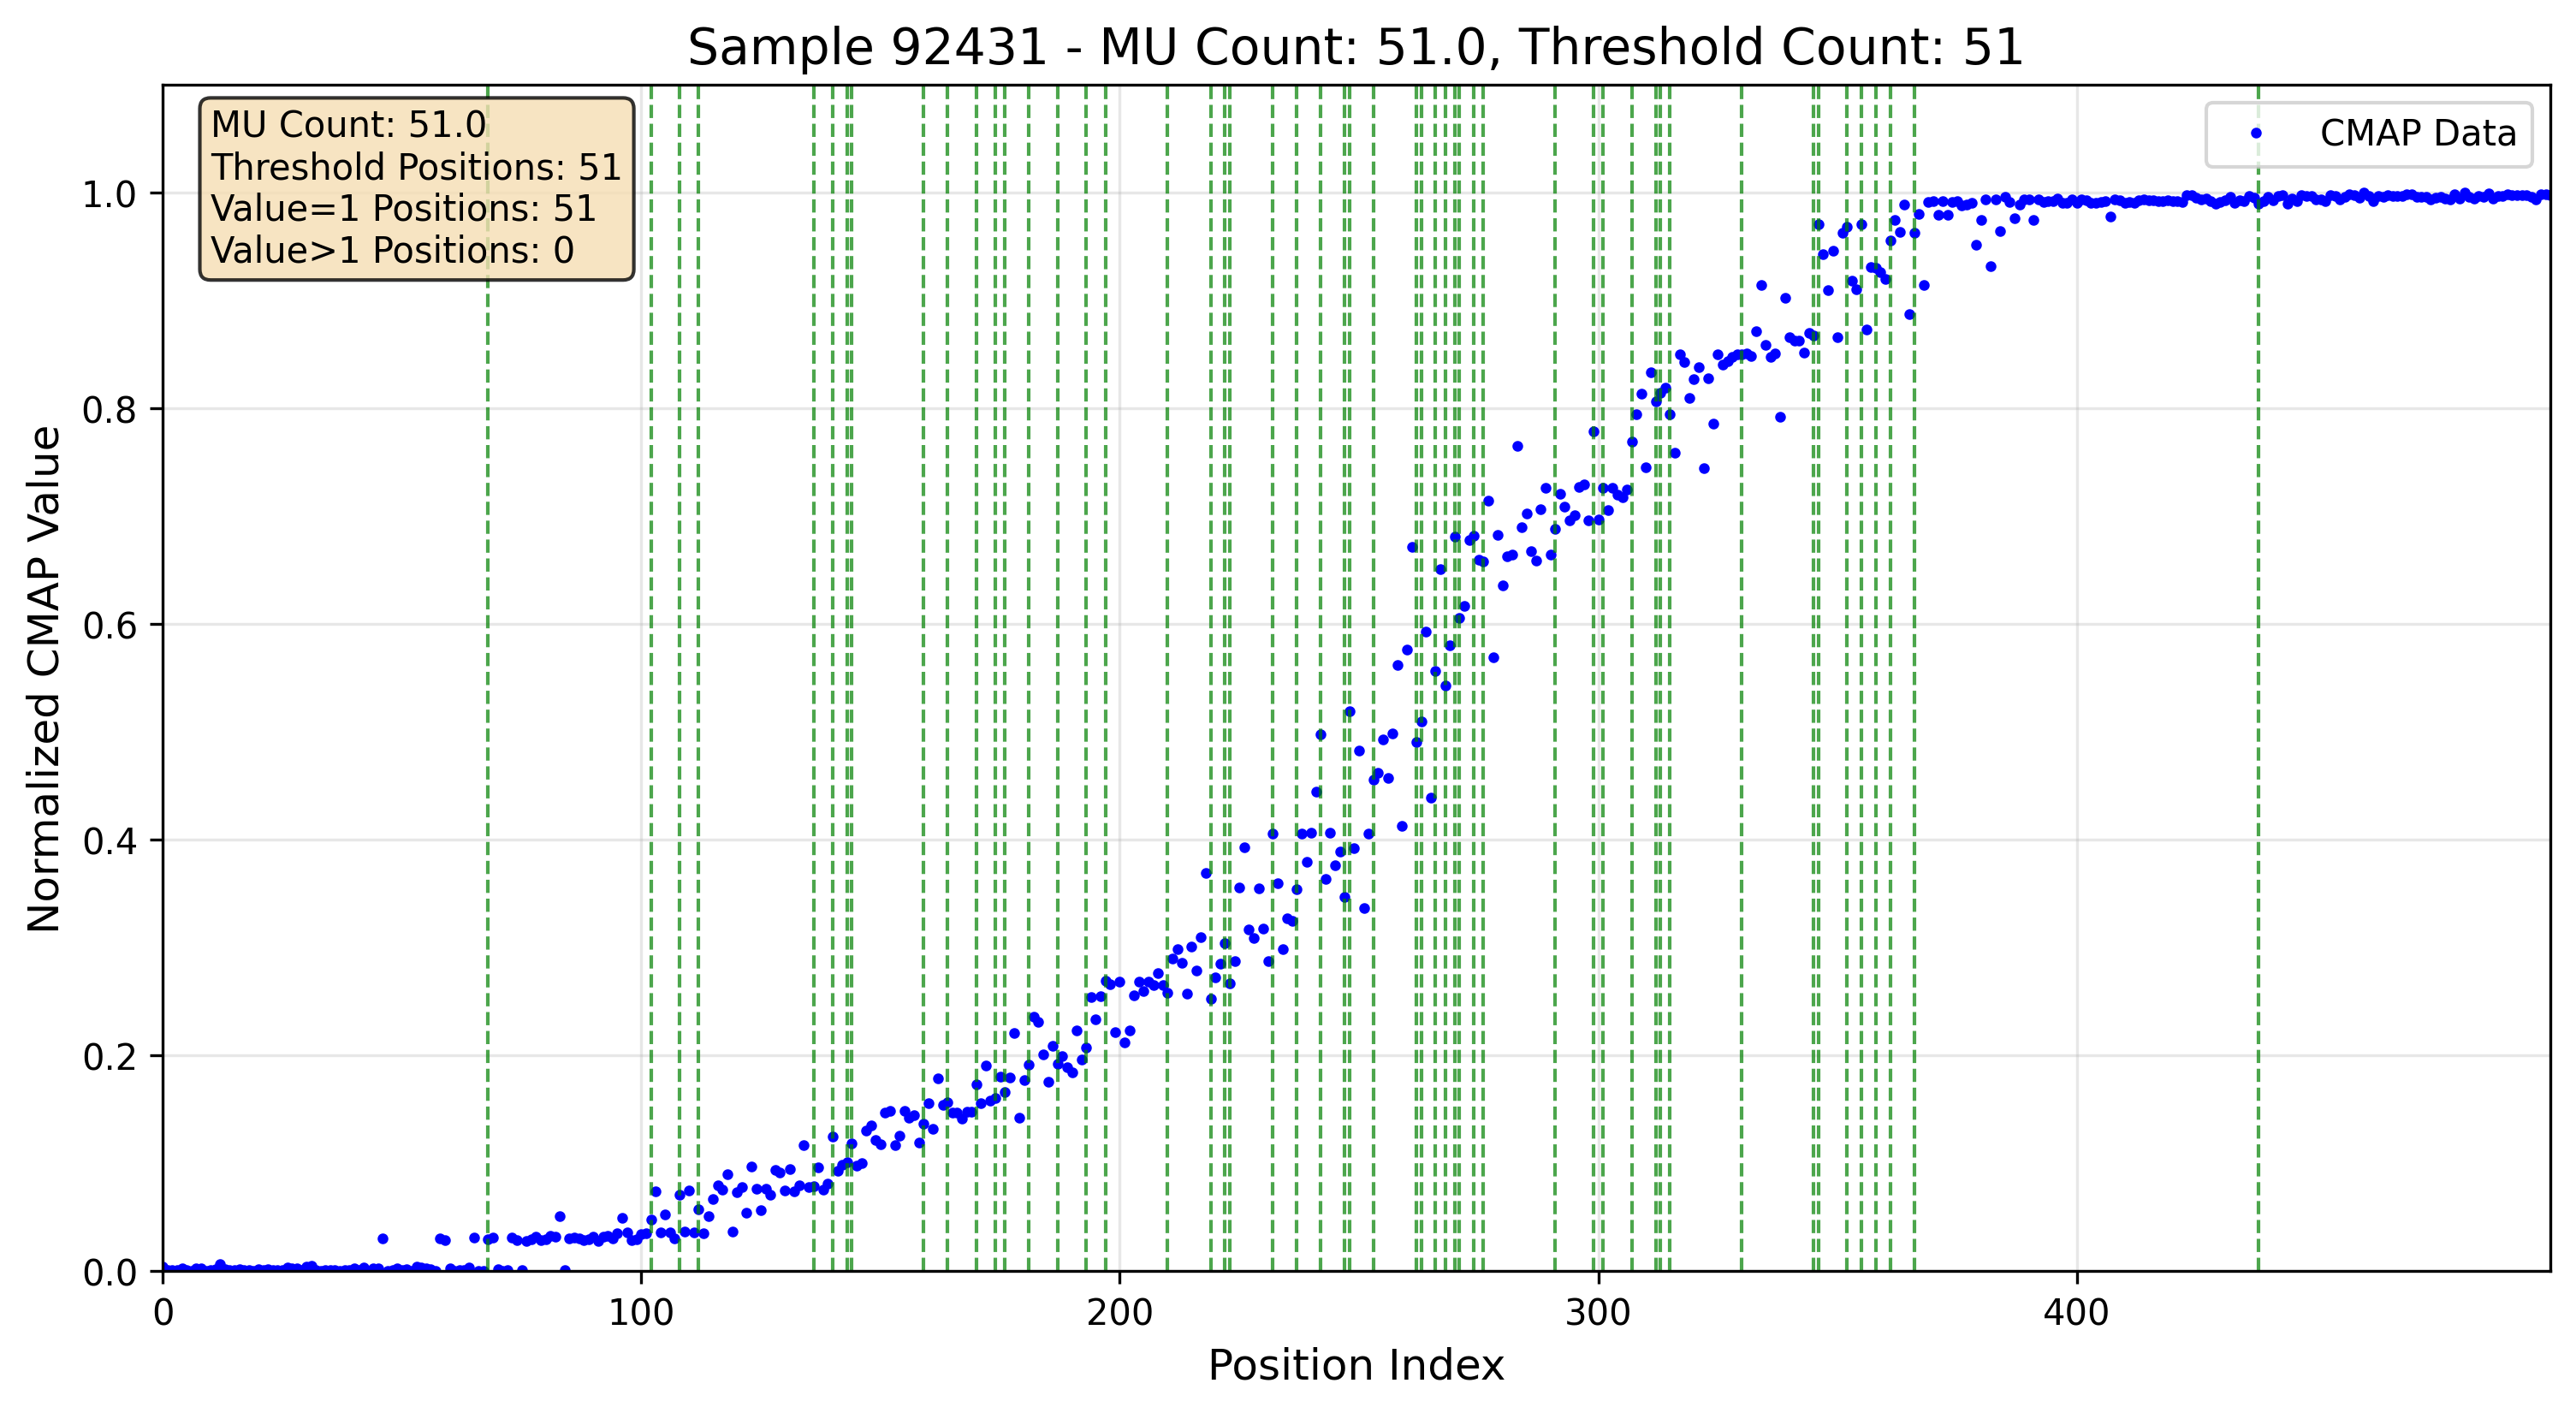 Sample 92431 - MU Count: 51.0, Threshold Count: 51
MU Count: 51.0
Threshold Positions: 51
Value=1 Positions: 51
Value>1 Positions: 0
CMAP Data
Normalized CMAP Value
1.0
0.8
0.6
0.4
0.2
0.0
0
100
200
300
400
Position Index